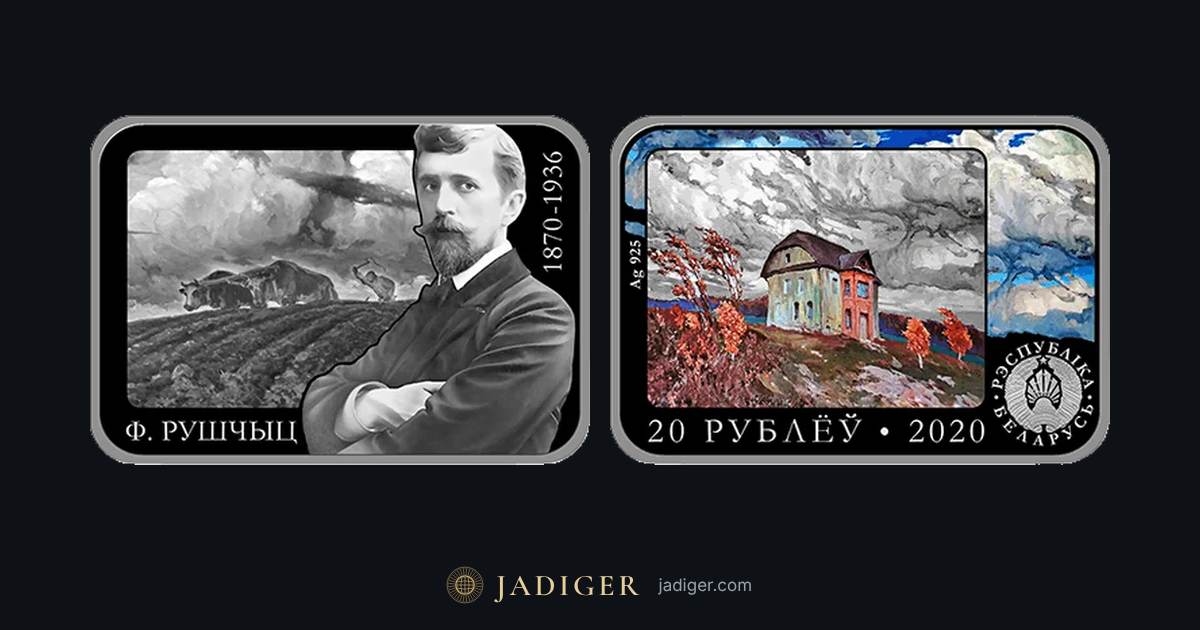 1870-1936
Ф. РУШЧЫЦ
Ag 925
20 РУБЛЁЎ • 2020
РЭСПУБЛІКА
БЕЛАРУСЬ
JADIGER
jadiger.com